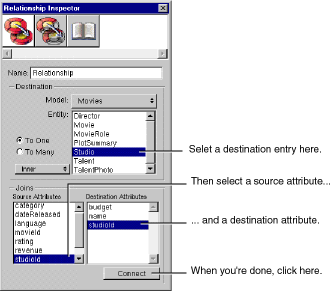 Relationship Inspector
Name: Relationship
Destination
Model: Movies
Entity:
Director
Movie
MovieRole
PlotSummary
Studio
Talent
TalentPhoto
To One
To Many
Inner
Selet a destination entry here.
Joins
Source Attributes
category
dateReleased
language
movieId
rating
revenue
studioId
Destination Attributes
budget
name
studioId
Then select a source attribute...
... and a destination attribute.
Connect
When you're done, click here.